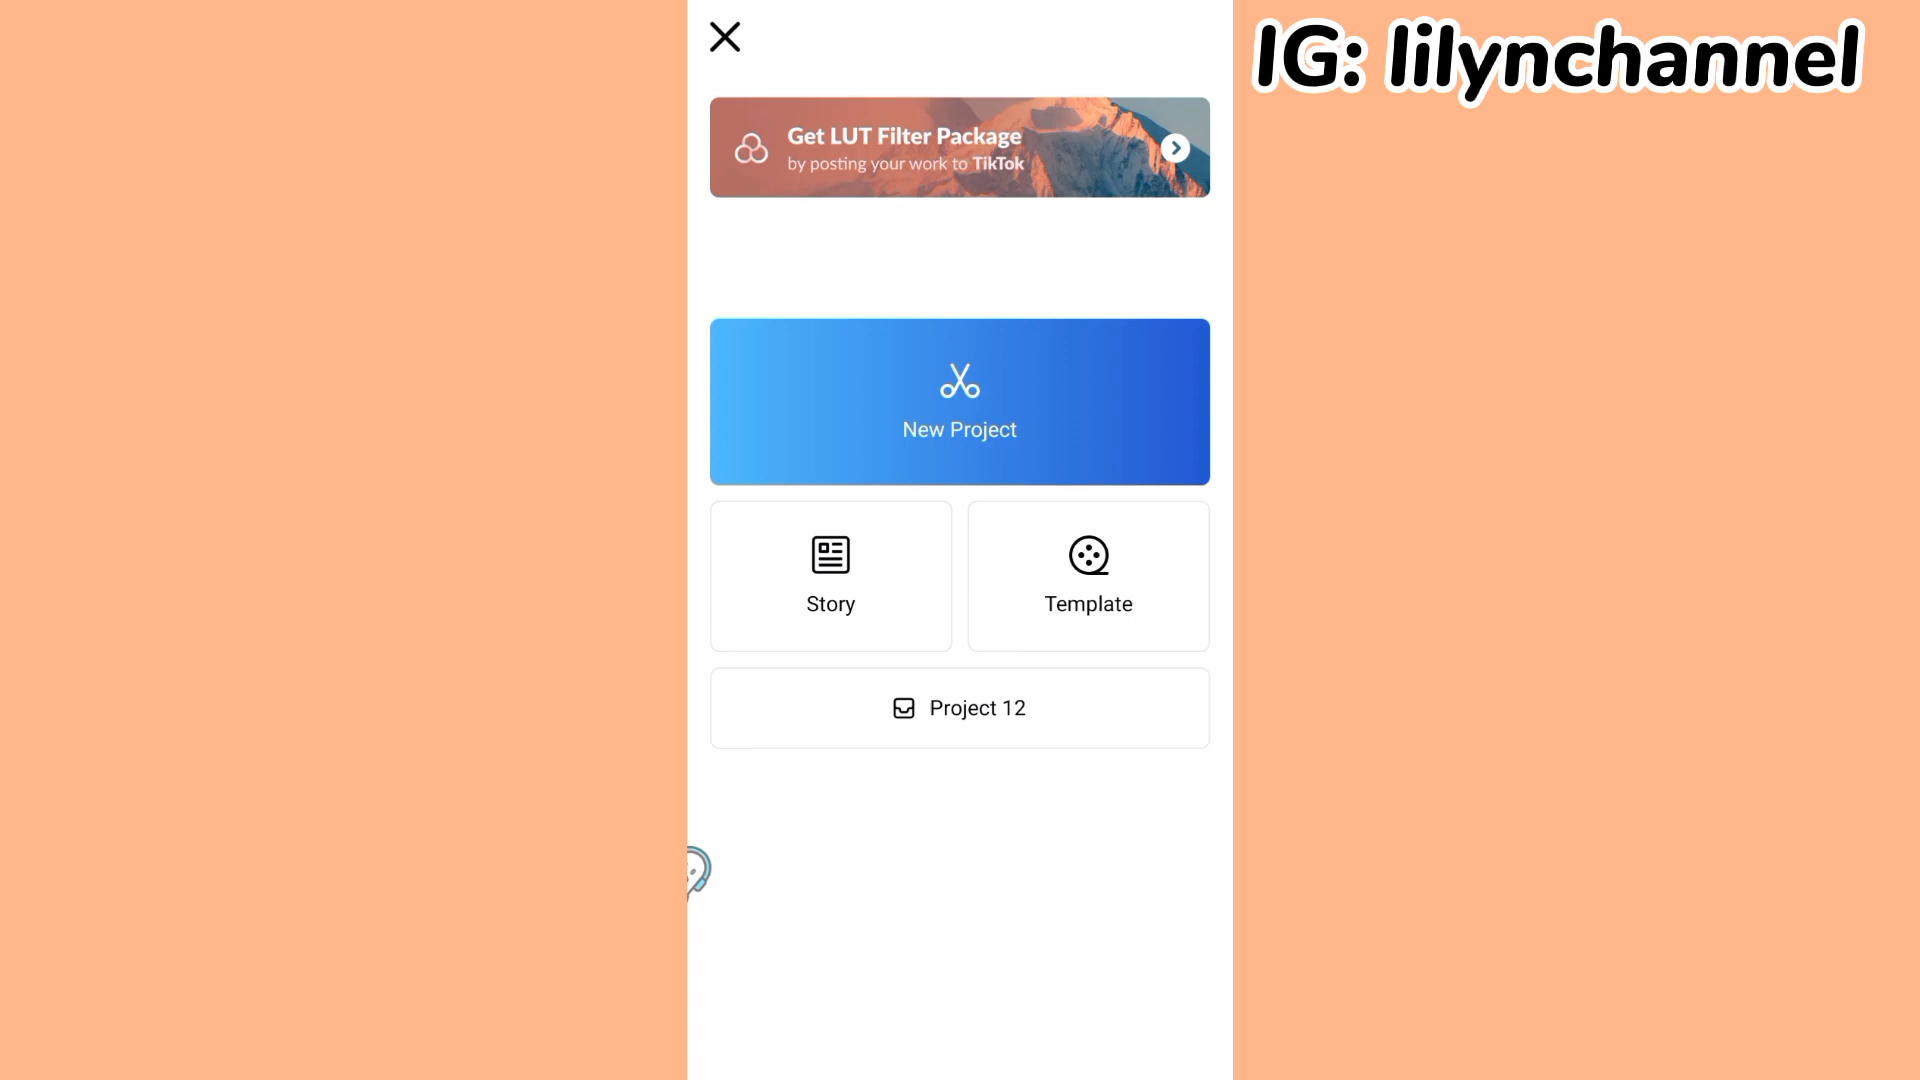 IG: lilynchannel
Get LUT Filter Package
by posting your work to TikTok
New Project
Story
Template
Project 12